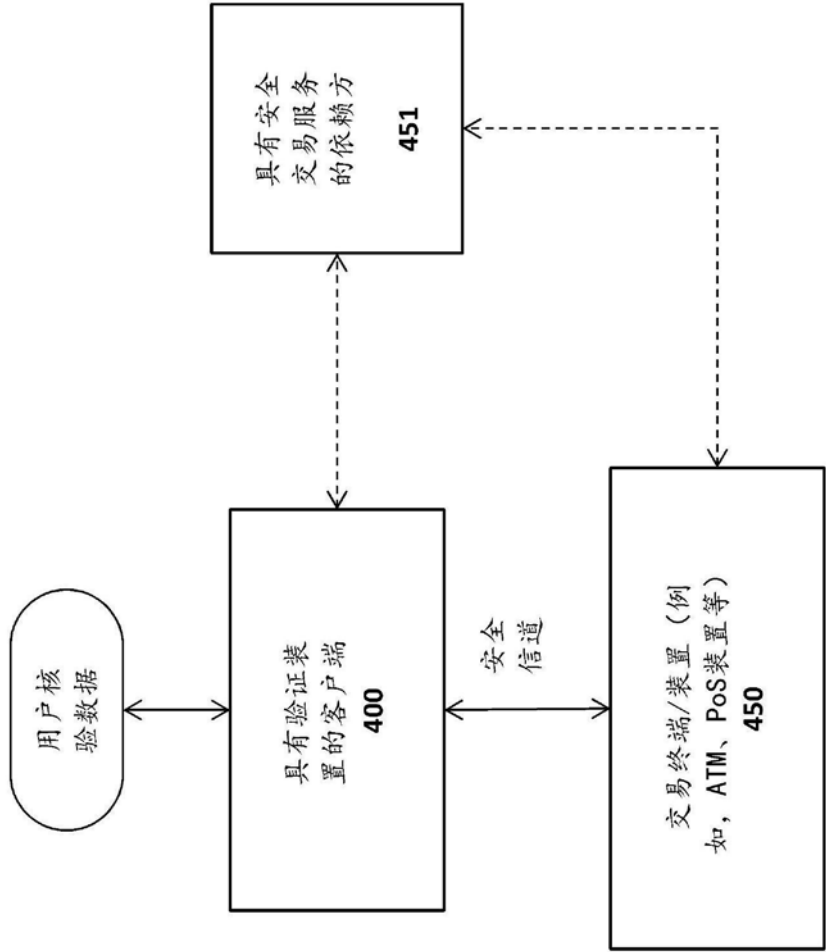 用户核
验数据
具有验证装
置的客户端
400
安全
信道
交易终端/装置（例
如，ATM、PoS装置等）
450
具有安全
交易服务
的依赖方
451